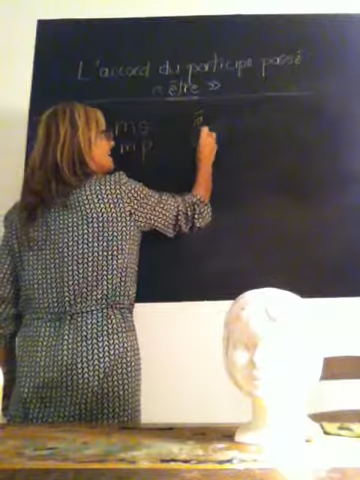 L'accord du participe passé
« être »
ms
mp